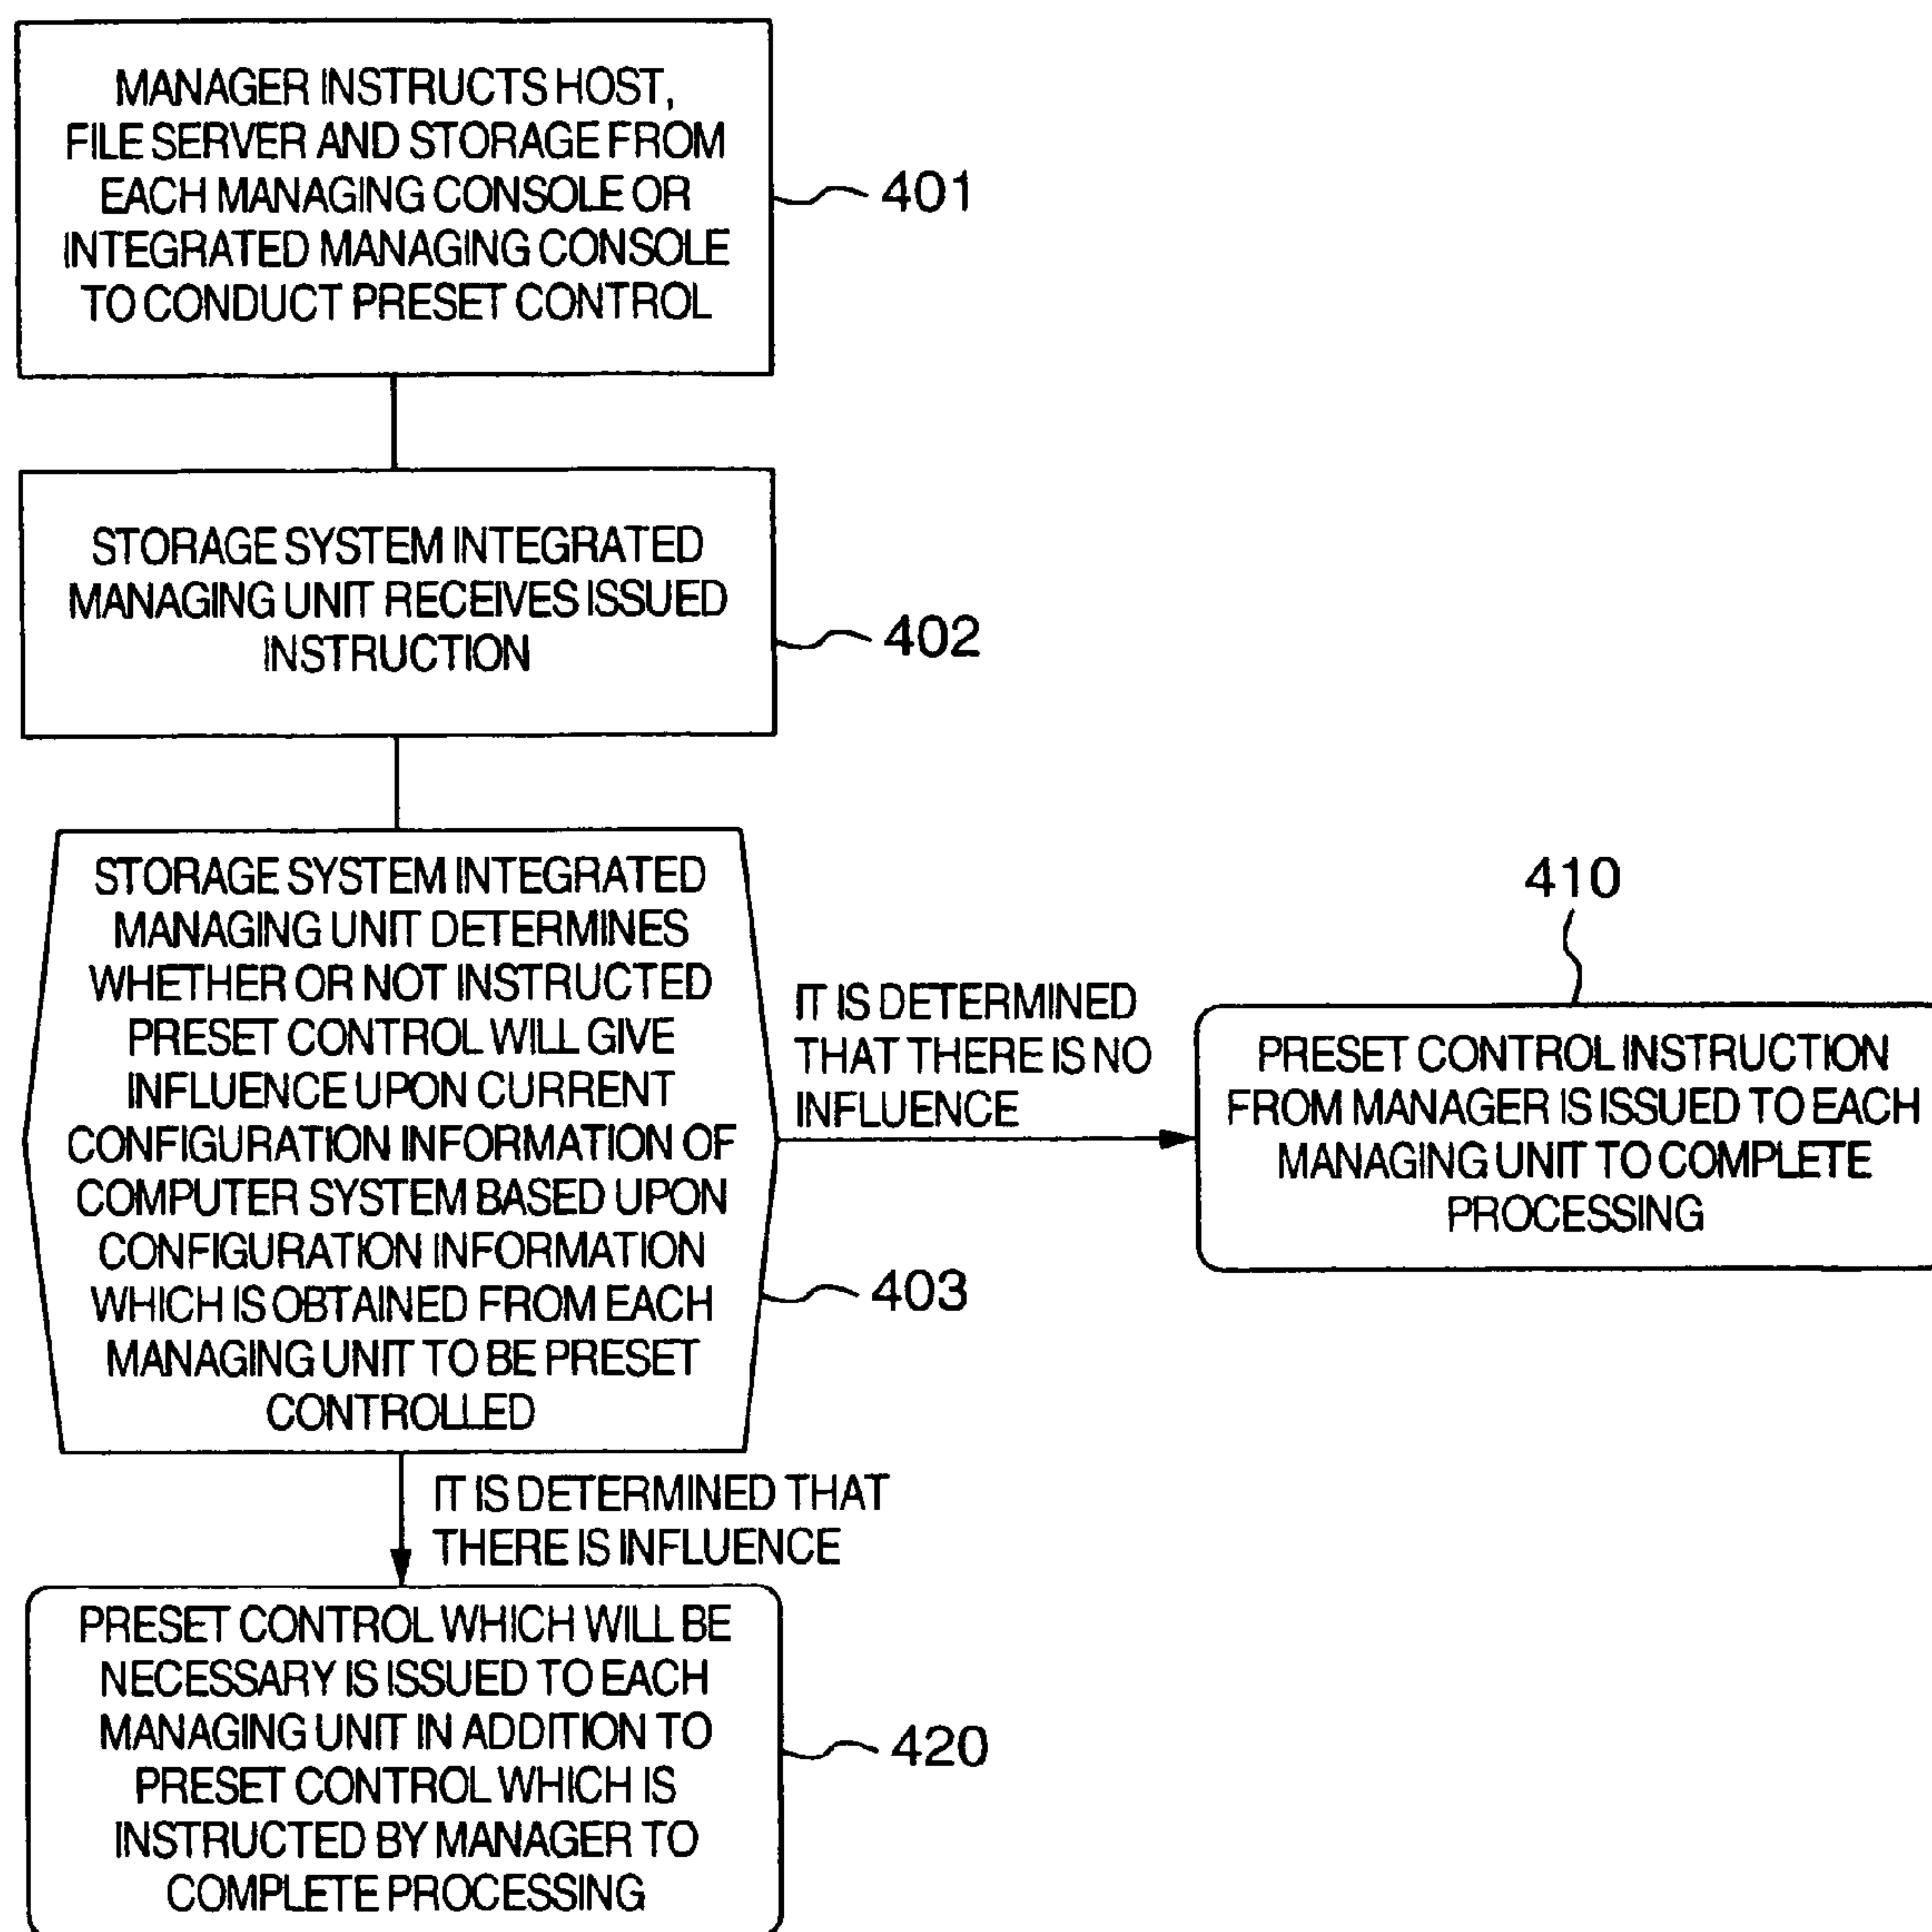 MANAGER INSTRUCTS HOST,
FILE SERVER AND STORAGE FROM
EACH MANAGING CONSOLE OR
INTEGRATED MANAGING CONSOLE
TO CONDUCT PRESET CONTROL
401
STORAGE SYSTEM INTEGRATED
MANAGING UNIT RECEIVES ISSUED
INSTRUCTION
402
STORAGE SYSTEM INTEGRATED
MANAGING UNIT DETERMINES
WHETHER OR NOT INSTRUCTED
PRESET CONTROL WILL GIVE
INFLUENCE UPON CURRENT
CONFIGURATION INFORMATION OF
COMPUTER SYSTEM BASED UPON
CONFIGURATION INFORMATION
WHICH IS OBTAINED FROM EACH
MANAGING UNIT TO BE PRESET
CONTROLLED
403
IT IS DETERMINED
THAT THERE IS NO
INFLUENCE
410
PRESET CONTROL INSTRUCTION
FROM MANAGER IS ISSUED TO EACH
MANAGING UNIT TO COMPLETE
PROCESSING
IT IS DETERMINED THAT
THERE IS INFLUENCE
PRESET CONTROL WHICH WILL BE
NECESSARY IS ISSUED TO EACH
MANAGING UNIT IN ADDITION TO
PRESET CONTROL WHICH IS
INSTRUCTED BY MANAGER TO
COMPLETE PROCESSING
420